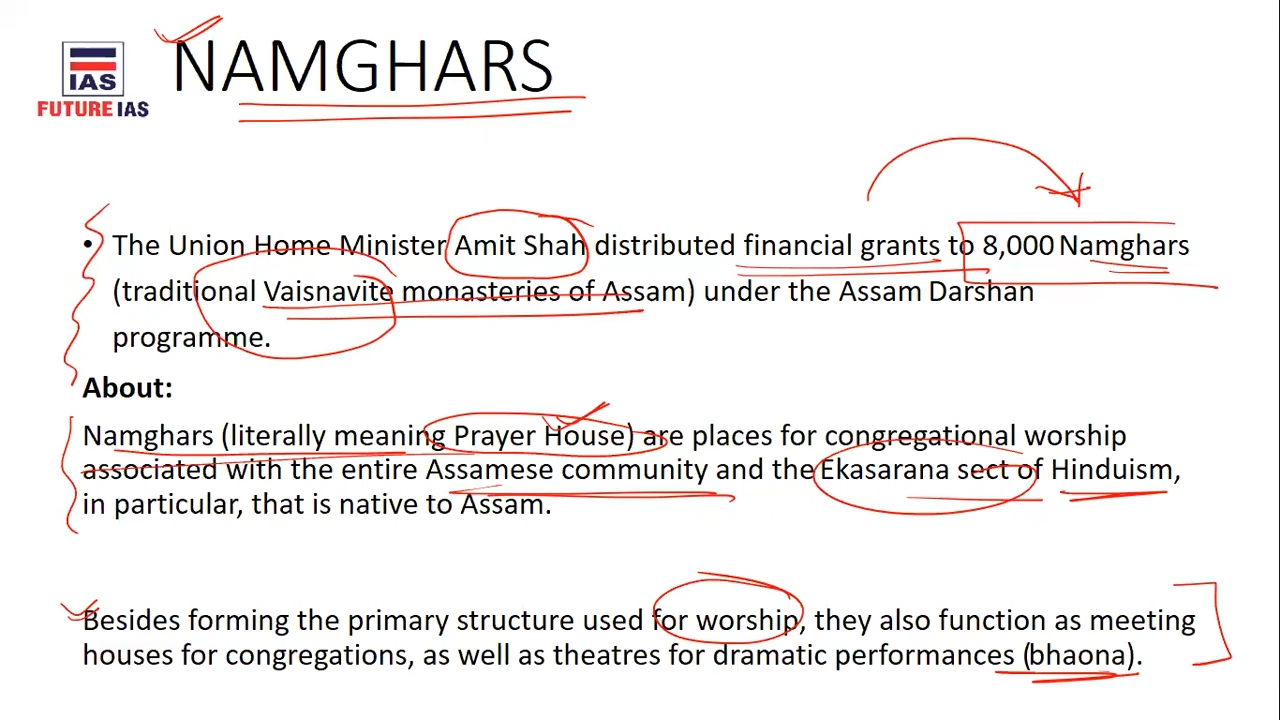 NAMGHARS
IAS
FUTURE IAS
• The Union Home Minister Amit Shah distributed financial grants to 8,000 Namghars
(traditional Vaisnavite monasteries of Assam) under the Assam Darshan
programme.
About:
Namghars (literally meaning Prayer House) are places for congregational worship
associated with the entire Assamese community and the Ekasarana sect of Hinduism,
in particular, that is native to Assam.
Besides forming the primary structure used for worship, they also function as meeting
houses for congregations, as well as theatres for dramatic performances (bhaona).